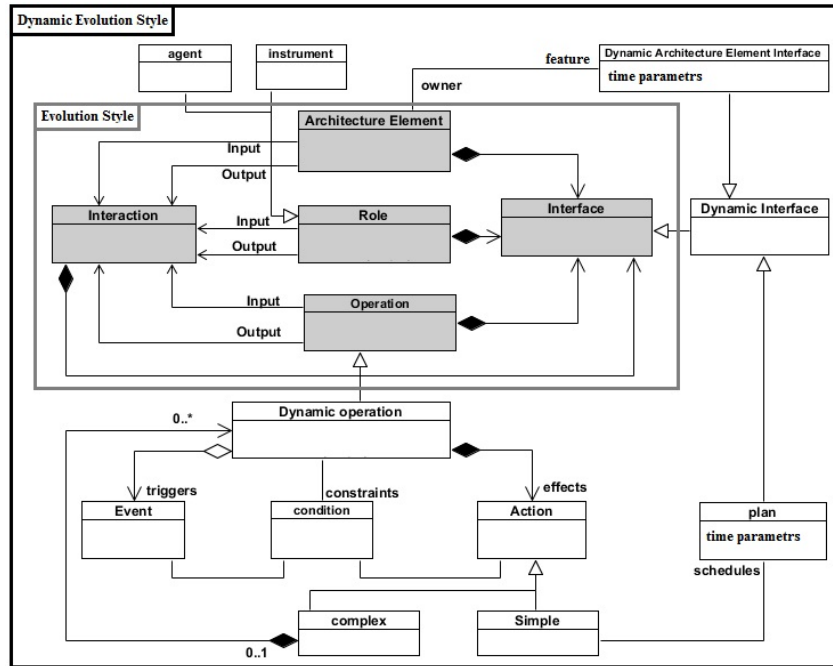 Dynamic Evolution Style
agent
instrument
feature
Dynamic Architecture Element Interface
time parametrs
owner
Evolution Style
Architecture Element
Input
Output
Interaction
Input
Role
Output
Interface
Dynamic Interface
Input
Operation
Output
0..*
Dynamic operation
triggers
constraints
effects
Event
condition
Action
plan
time parametrs
schedules
complex
Simple
0..1